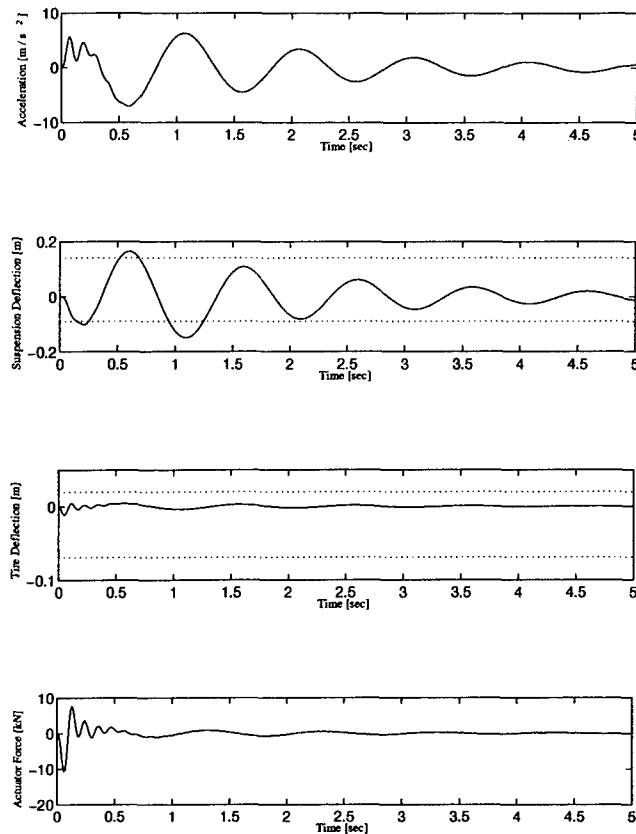 Acceleration [m / s 2 ]
10
0
−10
0 0.5 1 1.5 2 2.5 3 3.5 4 4.5 5
Time [sec]
Suspension Deflection [m]
0.2
0
−0.2
0 0.5 1 1.5 2 2.5 3 3.5 4 4.5 5
Time [sec]
Tire Deflection [m]
0
−0.1
0 0.5 1 1.5 2 2.5 3 3.5 4 4.5 5
Time [sec]
Actuator Force [kN]
10
0
−10
−20
0 0.5 1 1.5 2 2.5 3 3.5 4 4.5 5
Time [sec]